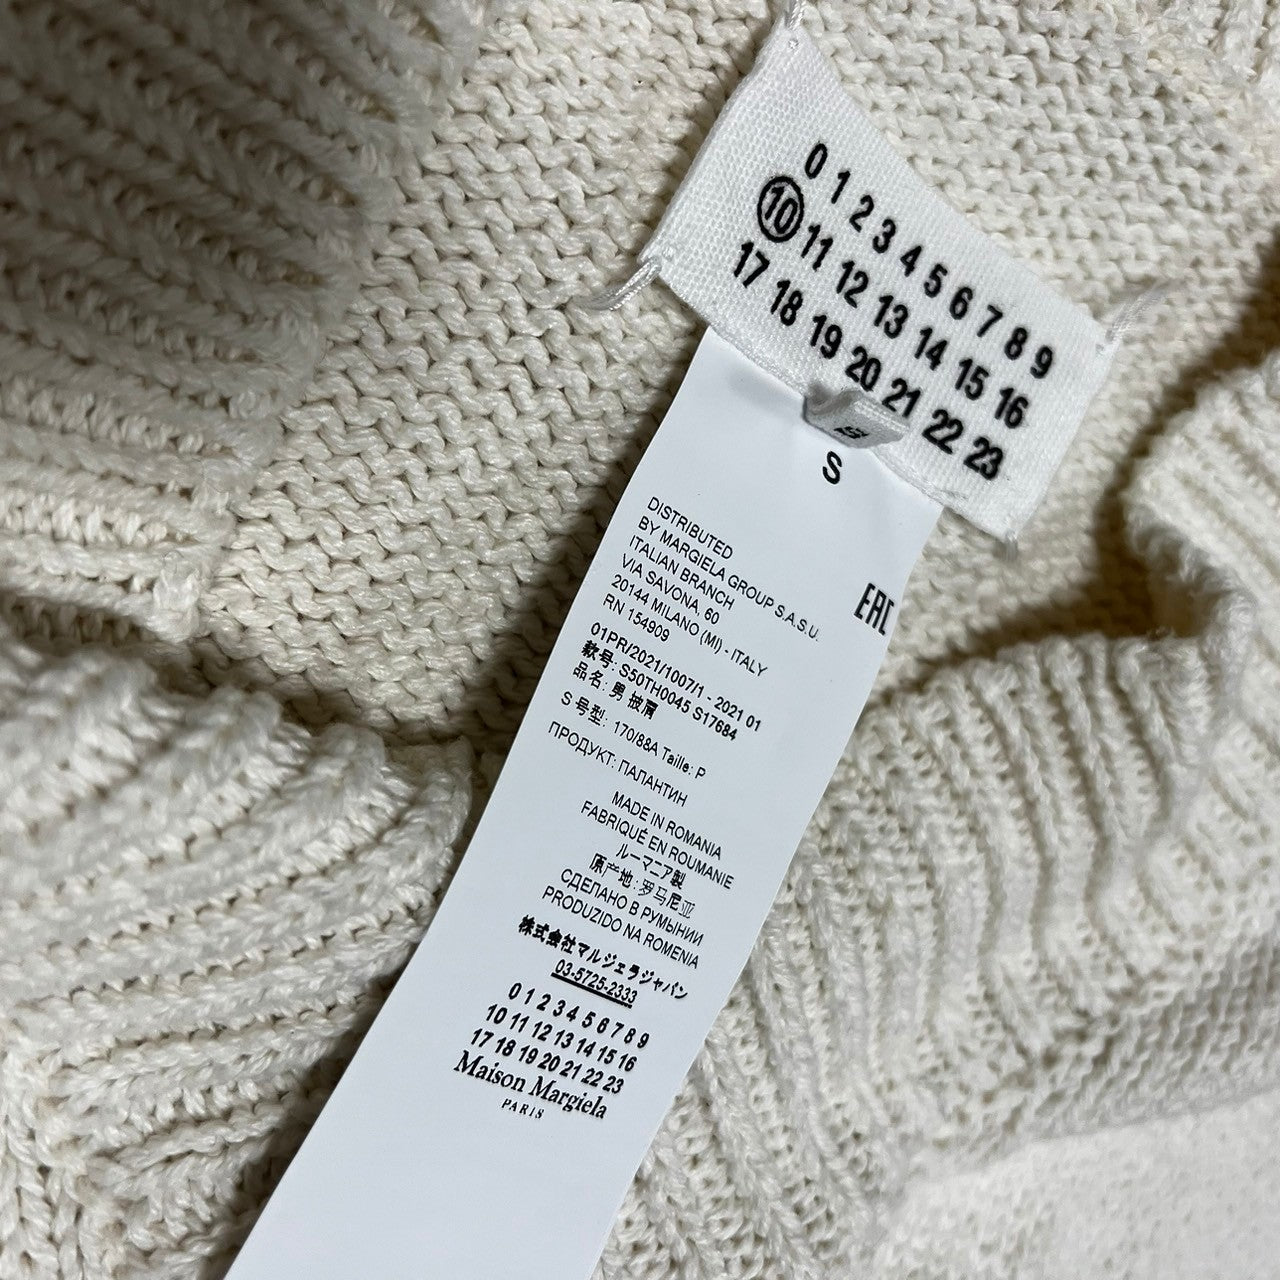 0 1 2 3 4 5 6 7 8 9
10 11 12 13 14 15 16
17 18 19 20 21 22 23
S
DISTRIBUTED
BY MARGIELA GROUP S.A.S.U.
ITALIAN BRANCH
VIA SAVONA, 60
20144 MILANO (MI) - ITALY
RN 154909
EAC
01PR/2021/1007/1 - 2021 01
款号: S50TH0045 S17684
品名: 男 披肩
S 号型: 170/88A Taille: P
ПРОДУКТ: ПАЛАНТИН
MADE IN ROMANIA
FABRIQUÉ EN ROUMANIE
ルーマニア製
原产地: 罗马尼亚
СДЕЛАНО В РУМЫНИИ
PRODUZIDO NA ROMENIA
株式会社マルジェラジャパン
03-5725-2333
0 1 2 3 4 5 6 7 8 9
10 11 12 13 14 15 16
17 18 19 20 21 22 23
Maison Margiela
PARIS